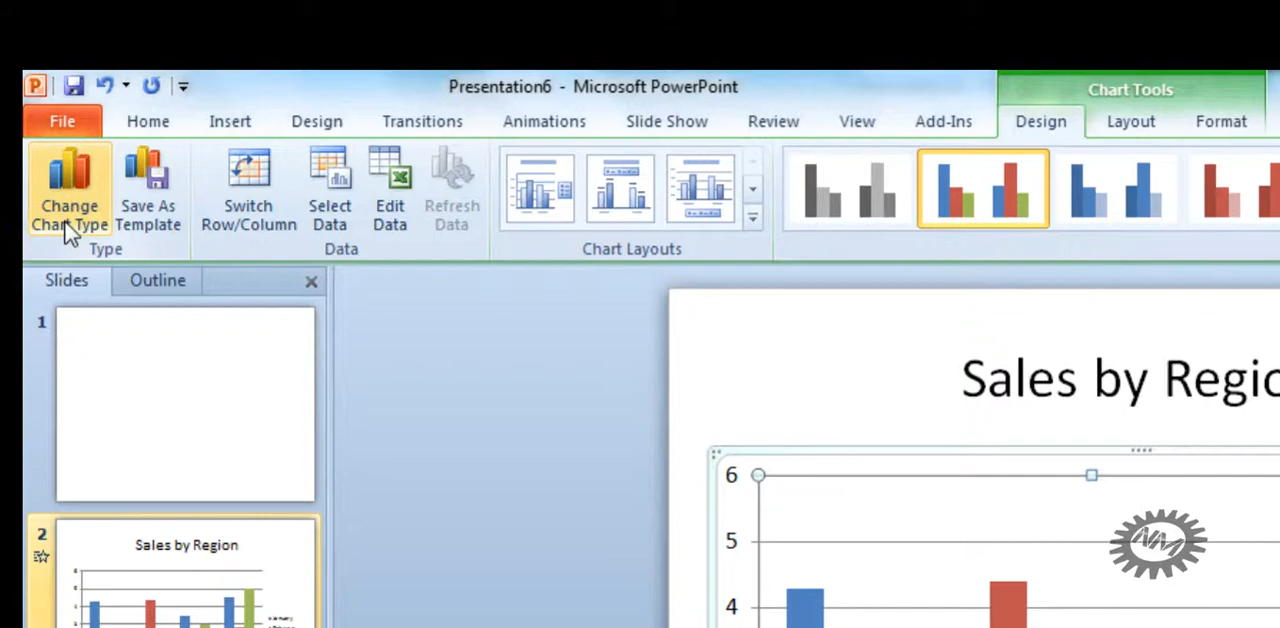 Presentation6 - Microsoft PowerPoint
Chart Tools
File Home Insert Design Transitions Animations Slide Show Review View Add-Ins Design Layout Format
Change Chart Type
Save As Template
Switch Row/Column
Select Data
Edit Data
Refresh Data
Type
Data
Chart Layouts
Slides Outline
1
2
Sales by Region
Sales by Regio
6
5
4
NM